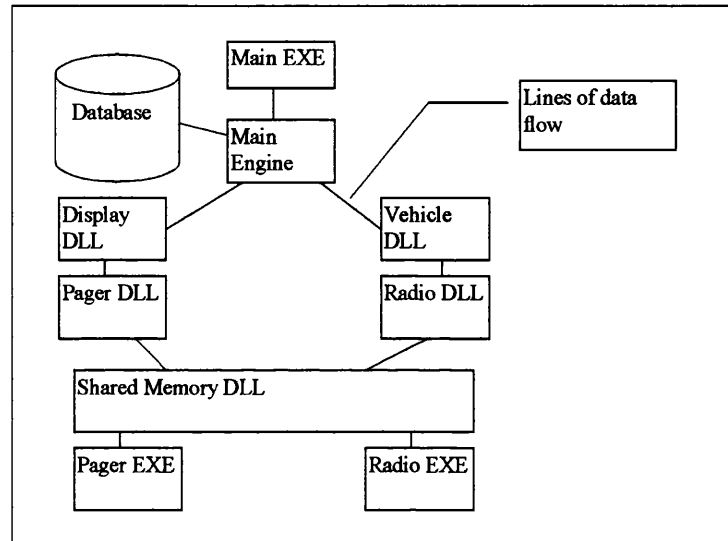 Main EXE
Database
Lines of data
flow
Main
Engine
Display
DLL
Vehicle
DLL
Pager DLL
Radio DLL
Shared Memory DLL
Pager EXE
Radio EXE